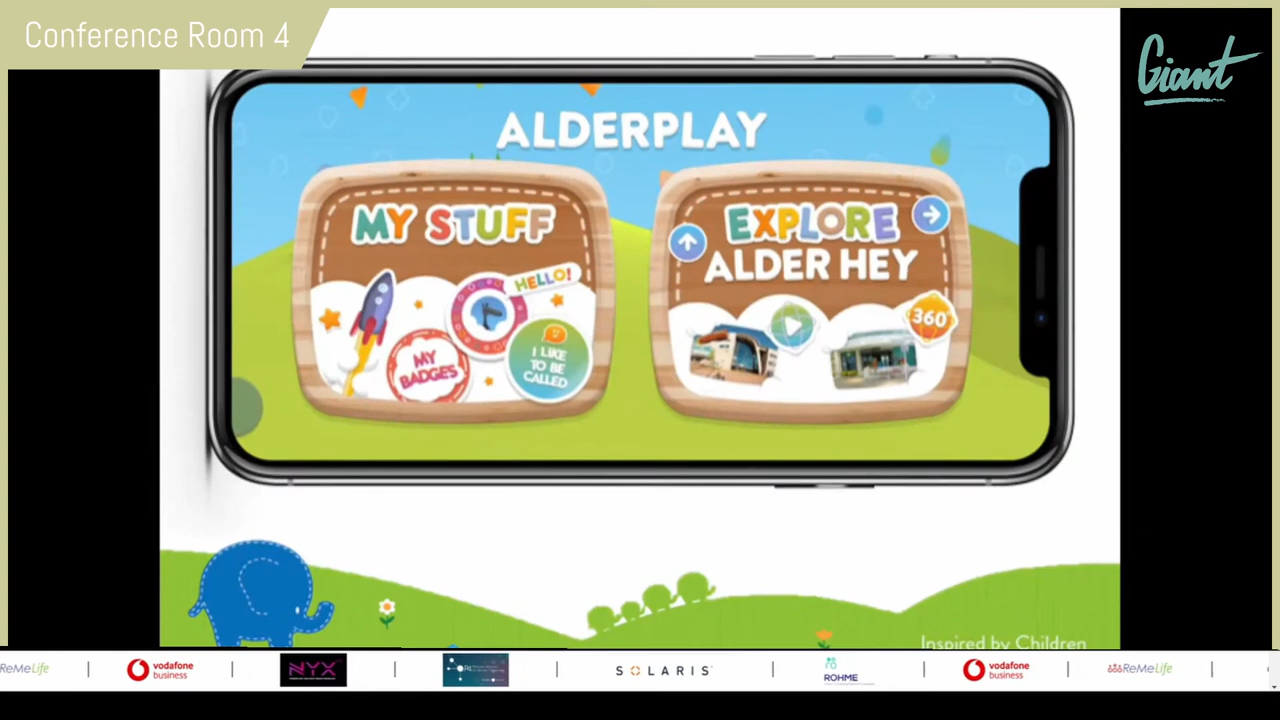 Conference Room 4
Giant
ALDERPLAY
MY STUFF
HELLO!
MY
BADGES
I LIKE
TO BE
CALLED
EXPLORE
ALDER HEY
360°
Inspired by Children
ReMeLife
vodafone
business
NYX
SOLARIS
ROHME
vodafone
business
ReMeLife